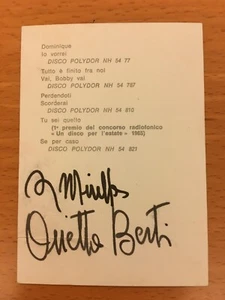 Dominique
Io vorrei
DISCO POLYDOR NH 54 77
Tutto è finito fra noi
Vai, Bobby vai
DISCO POLYDOR NH 54 787
Perdendoti
Scorderai
DISCO POLYDOR NH 54 810
Tu sei quello
(1° premio del concorso radiofonico
« Un disco per l'estate » 1965)
Se per caso
DISCO POLYDOR NH 54 821
Orietta Berti